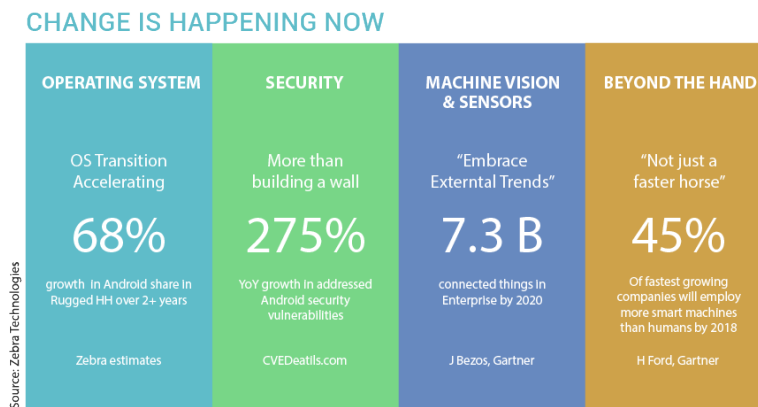 CHANGE IS HAPPENING NOW
OPERATING SYSTEM
OS Transition
Accelerating
68%
growth in Android share in
Rugged HH over 2+ years
Zebra estimates
SECURITY
More than
building a wall
275%
YoY growth in addressed
Android security
vulnerabilities
CVEDeatils.com
MACHINE VISION
& SENSORS
“Embrace
Externtal Trends”
7.3 B
connected things in
Enterprise by 2020
J Bezos, Gartner
BEYOND THE HAND
“Not just a
faster horse”
45%
Of fastest growing
companies will employ
more smart machines
than humans by 2018
H Ford, Gartner
Source: Zebra Technologies